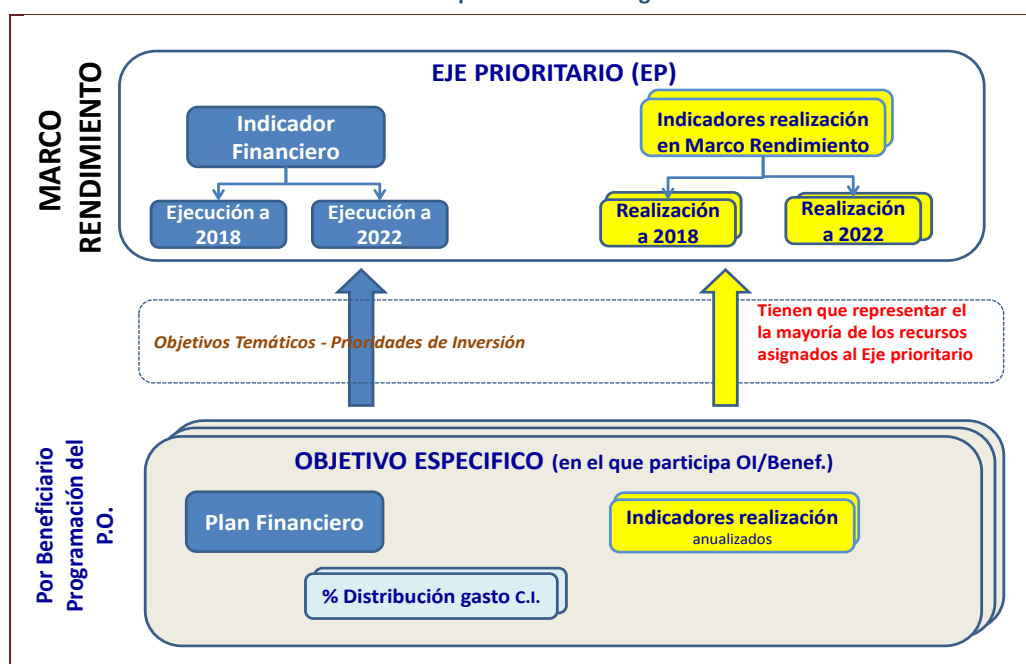 MARCO
RENDIMIENTO
EJE PRIORITARIO (EP)
Indicador
Financiero
Ejecución a
2018
Ejecución a
2022
Indicadores realización
en Marco Rendimiento
Realización
a 2018
Realización
a 2022
Objetivos Temáticos - Prioridades de Inversión
Tienen que representar el
la mayoría de los recursos
asignados al Eje prioritario
Por Beneficiario
Programación del
P.O.
OBJETIVO ESPECIFICO (en el que participa OI/Benef.)
Plan Financiero
Indicadores realización
anualizados
% Distribución gasto C.I.